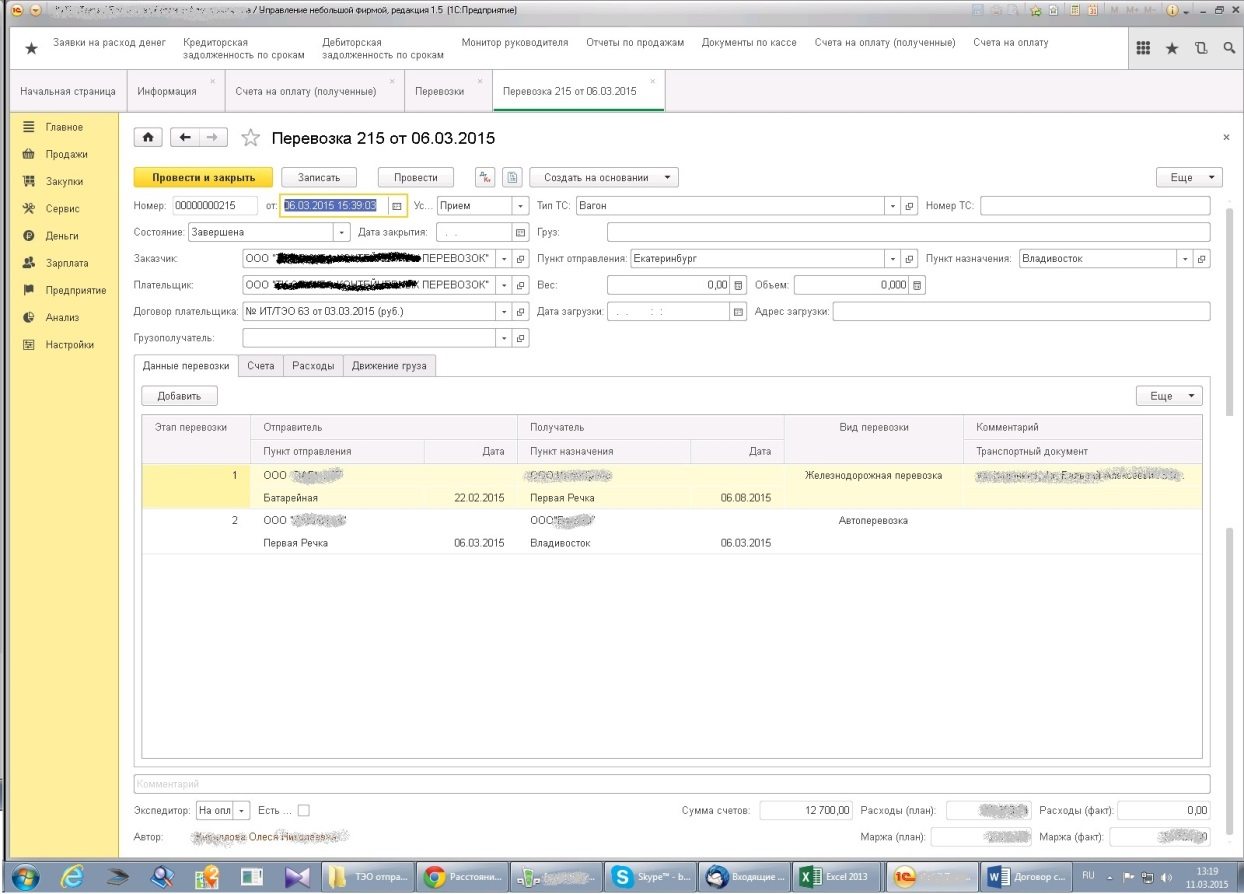 / Управление небольшой фирмой, редакция 1.5 (1С:Предприятие)
M M+ M-
Заявки на расход денег Кредиторская задолженность по срокам Дебиторская задолженность по срокам Монитор руководителя Отчеты по продажам Документы по кассе Счета на оплату (полученные) Счета на оплату
Начальная страница Информация Счета на оплату (полученные) Перевозки Перевозка 215 от 06.03.2015
Главное
Продажи
Закупки
Сервис
Деньги
Зарплата
Предприятие
Анализ
Настройки
Перевозка 215 от 06.03.2015
Провести и закрыть Записать Провести Создать на основании Еще
Номер: 00000000215 от: 06.03.2015 15:39:03 Ус... Прием Тип ТС: Вагон Номер ТС:
Состояние: Завершена Дата закрытия: . . Груз:
Заказчик: ООО " ПЕРЕВОЗОК" Пункт отправления: Екатеринбург Пункт назначения: Владивосток
Плательщик: ООО " ПЕРЕВОЗОК" Вес: 0,00 Объем: 0,000
Договор плательщика: № ИТ/ТЭО 63 от 03.03.2015 (руб.) Дата загрузки: . . : : Адрес загрузки:
Грузополучатель:
Данные перевозки Счета Расходы Движение груза
Добавить Еще
Этап перевозки Отправитель Получатель Вид перевозки Комментарий
Пункт отправления Дата Пункт назначения Дата Транспортный документ
1 ООО Железнодорожная перевозка
Батарейная 22.02.2015 Первая Речка 06.08.2015
2 ООО " " ООО" " Автоперевозка
Первая Речка 06.03.2015 Владивосток 06.03.2015
Комментарий
Экспедитор: На опл Есть ... Сумма счетов: 12 700,00 Расходы (план): Расходы (факт): 0,00
Автор: Олеся Маржа (план): Маржа (факт):
ТЭО отпра... Расстояни... Skype™ - b... Входящие ... Excel 2013 Договор с... RU 13:19
11.03.2015